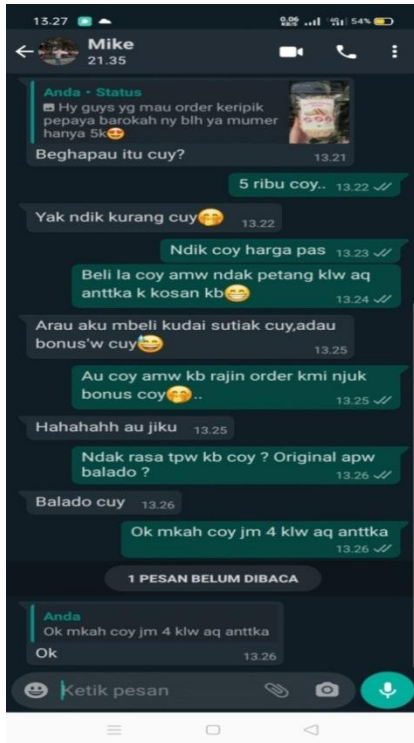 13.27
0,06 KB/S 4G 54%
Mike
21.35
Anda • Status
Hy guys yg mau order keripik
pepaya barokah ny blh ya mumer
hanya 5k😍
Beghapau itu cuy?
13.21
5 ribu coy.. 13.22
Yak ndik kurang cuy🤭 13.22
Ndik coy harga pas 13.23
Beli la coy amw ndak petang klw aq
anttka k kosan kb😁
13.24
Arau aku mbeli kudai sutiak cuy,adau
bonus'w cuy😅
13.25
Au coy amw kb rajin order kmi njuk
bonus coy🤭..
13.25
Hahahahh au jiku 13.25
Ndak rasa tpw kb coy ? Original apw
balado ?
13.26
Balado cuy 13.26
Ok mkah coy jm 4 klw aq anttka
13.26
1 PESAN BELUM DIBACA
Anda
Ok mkah coy jm 4 klw aq anttka
Ok
13.26
Ketik pesan